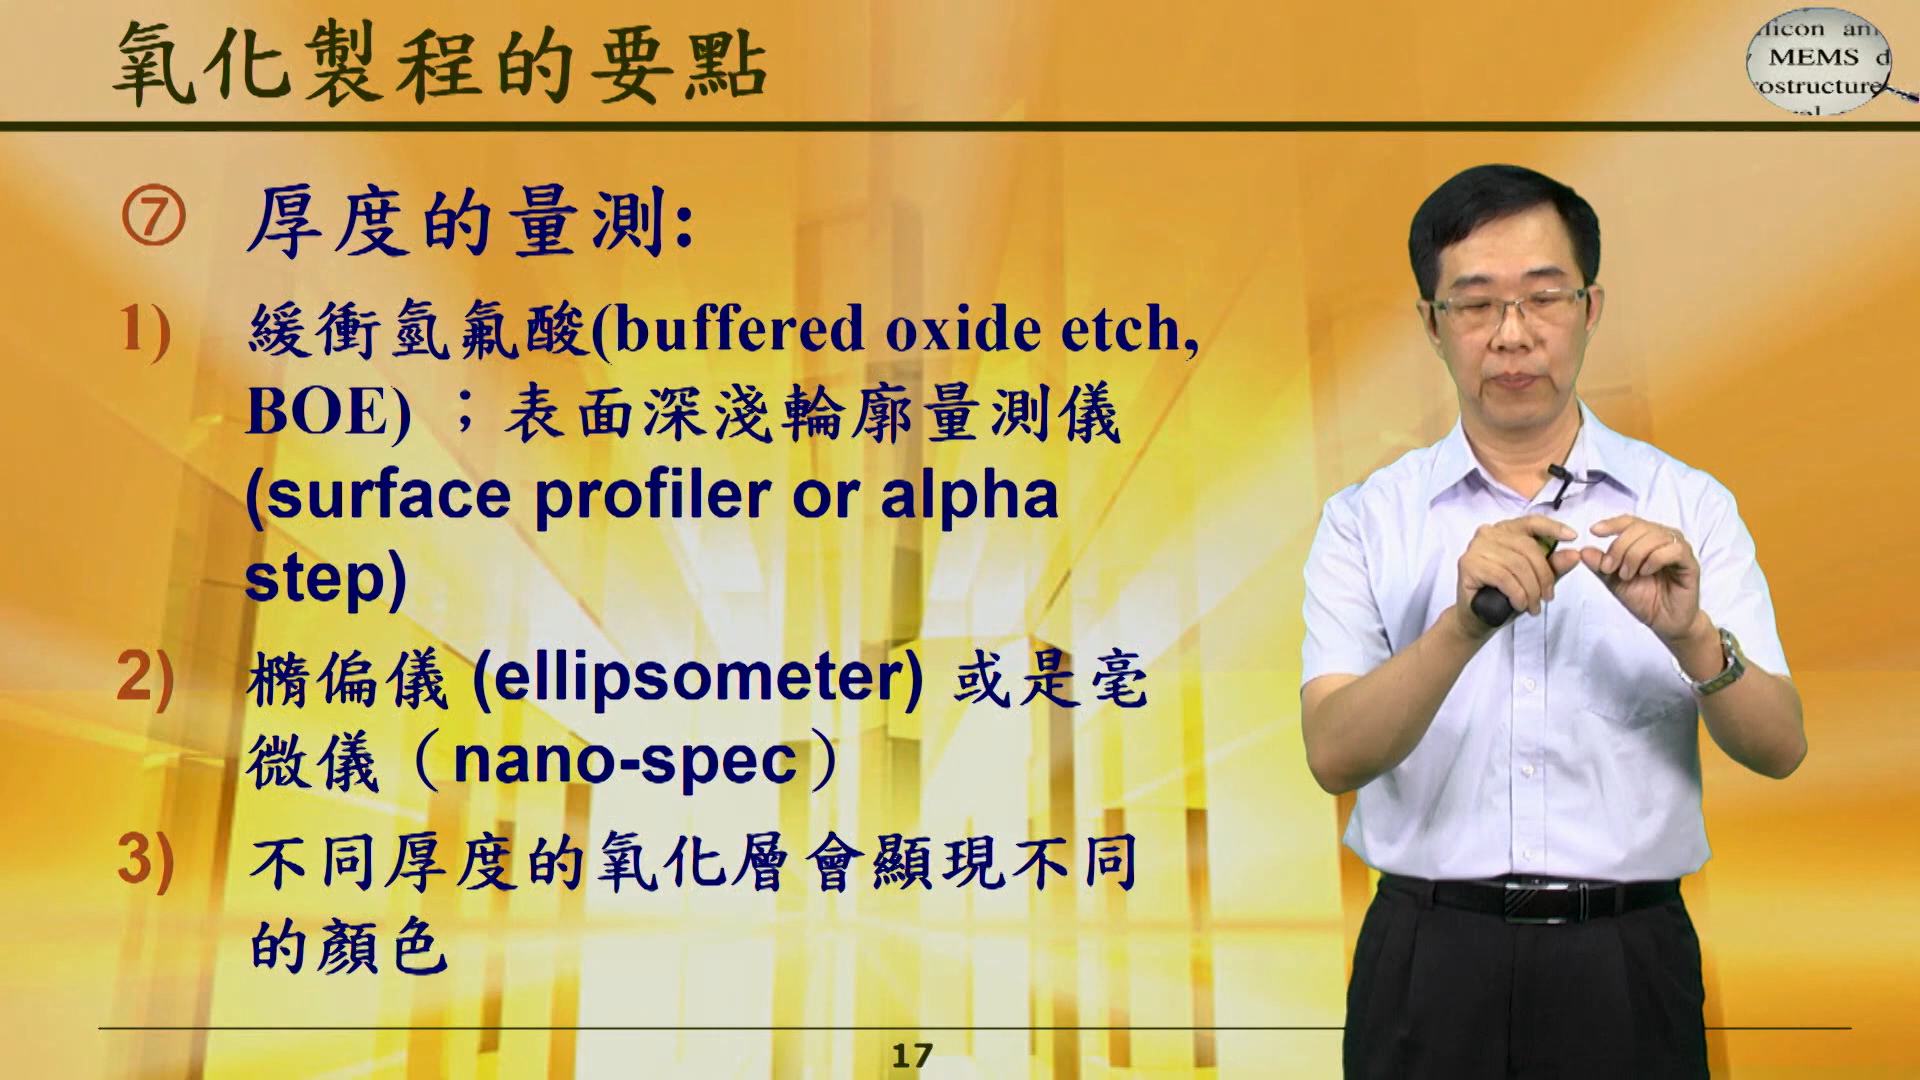 氧化製程的要點
licon an
MEMS d
ostructure
⑦ 厚度的量測:
1) 緩衝氫氟酸(buffered oxide etch,
BOE) ；表面深淺輪廓量測儀
(surface profiler or alpha
step)
2) 橢偏儀 (ellipsometer) 或是毫
微儀（nano-spec）
3) 不同厚度的氧化層會顯現不同
的顏色
17